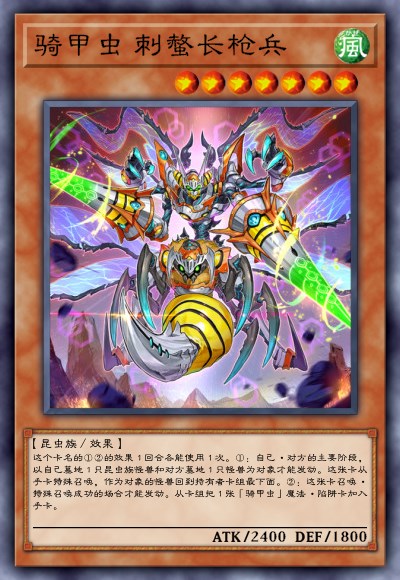 骑甲虫 刺螫长枪兵
風
【昆虫族／效果】
这个卡名的①②的效果1回合各能使用1次。①：自己·对方的主要阶段，
以自己墓地1只昆虫族怪兽和对方墓地1只怪兽为对象才能发动。这张卡从
手卡特殊召唤，作为对象的怪兽回到持有者卡组最下面。②：这张卡召唤·
特殊召唤成功的场合才能发动。从卡组把1张「骑甲虫」魔法·陷阱卡加入
手卡。
ATK/2400 DEF/1800